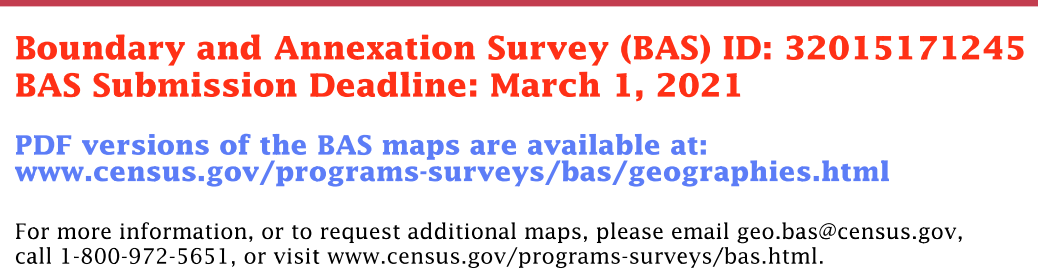 Boundary and Annexation Survey (BAS) ID: 32015171245
BAS Submission Deadline: March 1, 2021
PDF versions of the BAS maps are available at:
www.census.gov/programs-surveys/bas/geographies.html
For more information, or to request additional maps, please email geo.bas@census.gov,
call 1-800-972-5651, or visit www.census.gov/programs-surveys/bas.html.